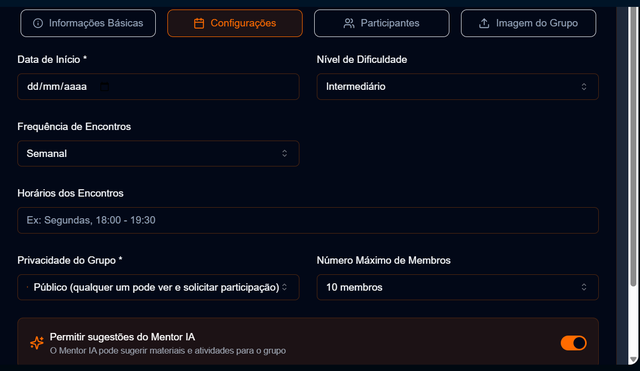 Informações Básicas
Configurações
Participantes
Imagem do Grupo
Data de Início *
Nível de Dificuldade
dd/mm/aaaa
Intermediário
Frequência de Encontros
Semanal
Horários dos Encontros
Ex: Segundas, 18:00 - 19:30
Privacidade do Grupo *
Número Máximo de Membros
Público (qualquer um pode ver e solicitar participação)
10 membros
Permitir sugestões do Mentor IA
O Mentor IA pode sugerir materiais e atividades para o grupo